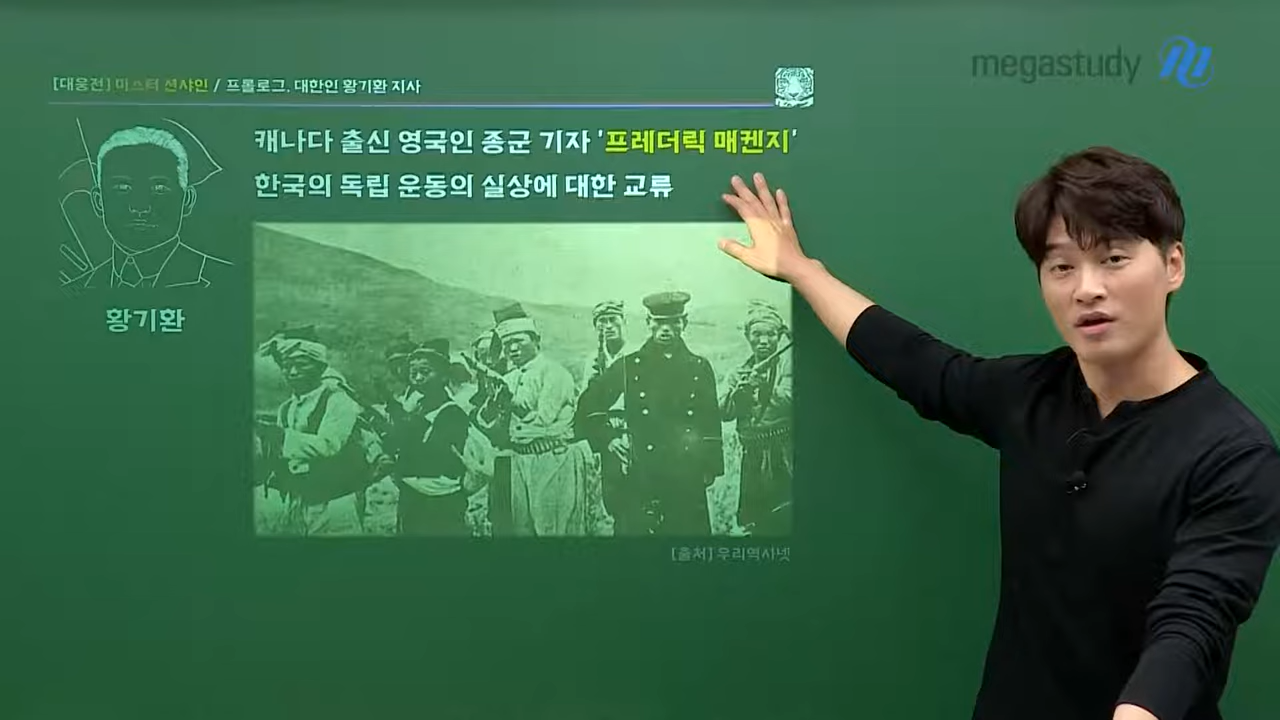 [대웅전] 미스터 션샤인 / 프롤로그. 대한인 황기환 지사
megastudy
캐나다 출신 영국인 종군 기자 '프레더릭 매켄지'
한국의 독립 운동의 실상에 대한 교류
황기환
[출처] 우리역사넷